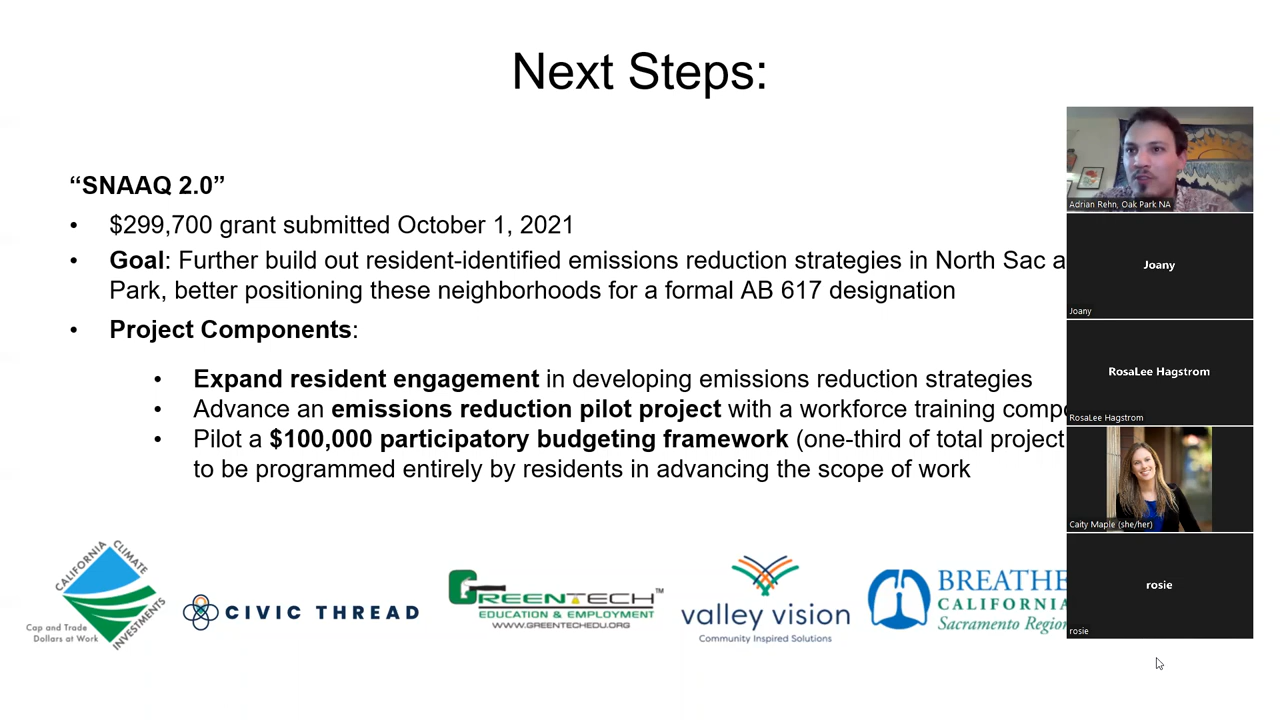 Next Steps:
“SNAAQ 2.0”
• $299,700 grant submitted October 1, 2021
• Goal: Further build out resident-identified emissions reduction strategies in North Sac
Park, better positioning these neighborhoods for a formal AB 617 designation
• Project Components:
• Expand resident engagement in developing emissions reduction strategies
• Advance an emissions reduction pilot project with a workforce training
• Pilot a $100,000 participatory budgeting framework (one-third of total project
to be programmed entirely by residents in advancing the scope of work
CALIFORNIA CLIMATE INVESTMENTS
Cap and Trade
Dollars at Work
CIVIC THREAD
GREENTECH™
EDUCATION & EMPLOYMENT
WWW.GREENTECHEDU.ORG
valley vision
Community Inspired Solutions
BREATHE
CALIFORNIA
Sacramento Region
Adrian Rehn, Oak Park NA
Joany
Joany
RosaLee Hagstrom
RosaLee Hagstrom
Caity Maple (she/her)
rosie
rosie